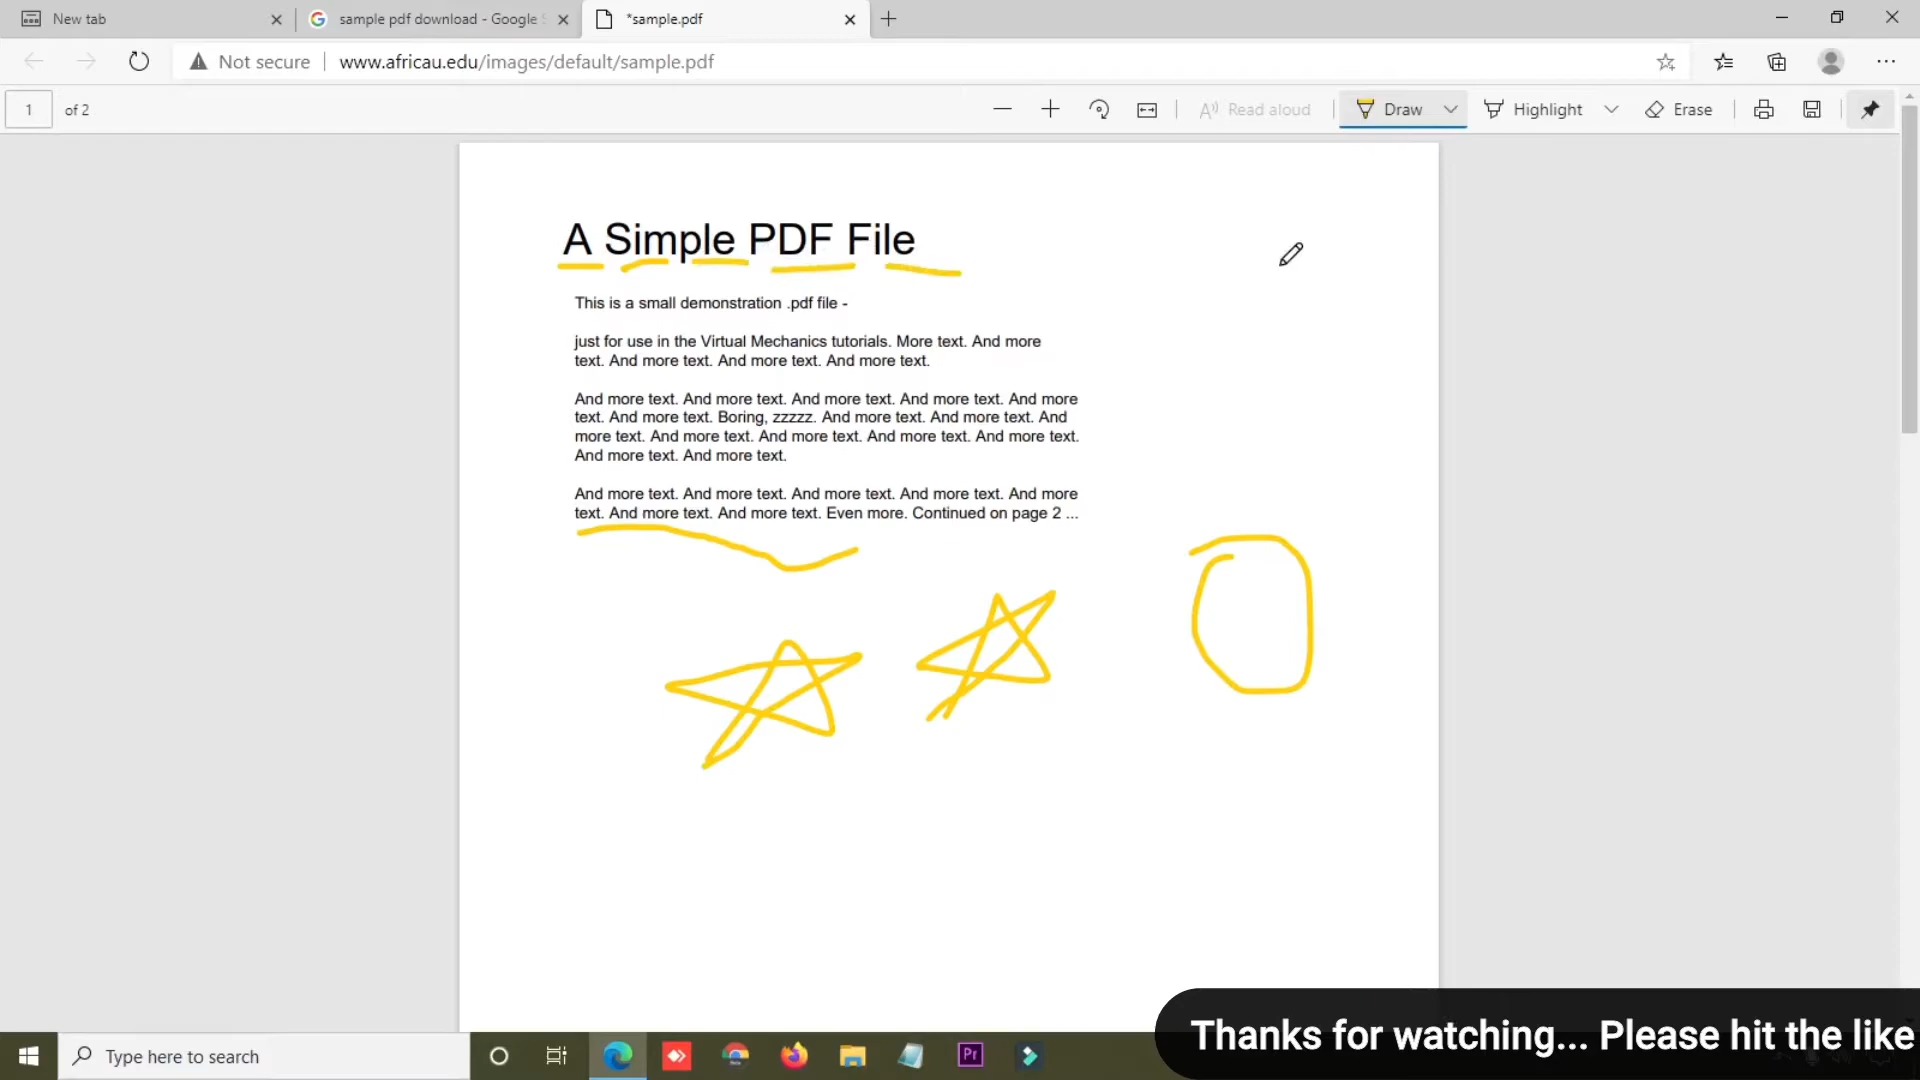 New tab
sample pdf download - Google S
*sample.pdf
Not secure
www.africau.edu/images/default/sample.pdf
1 of 2
Read aloud
Draw
Highlight
Erase
A Simple PDF File
This is a small demonstration .pdf file -
just for use in the Virtual Mechanics tutorials. More text. And more
text. And more text. And more text. And more text.
And more text. And more text. And more text. And more text. And more
text. And more text. Boring, zzzzz. And more text. And more text. And
more text. And more text. And more text. And more text. And more text.
And more text. And more text.
And more text. And more text. And more text. And more text. And more
text. And more text. And more text. Even more. Continued on page 2 ...
Thanks for watching... Please hit the like
Type here to search
Pr